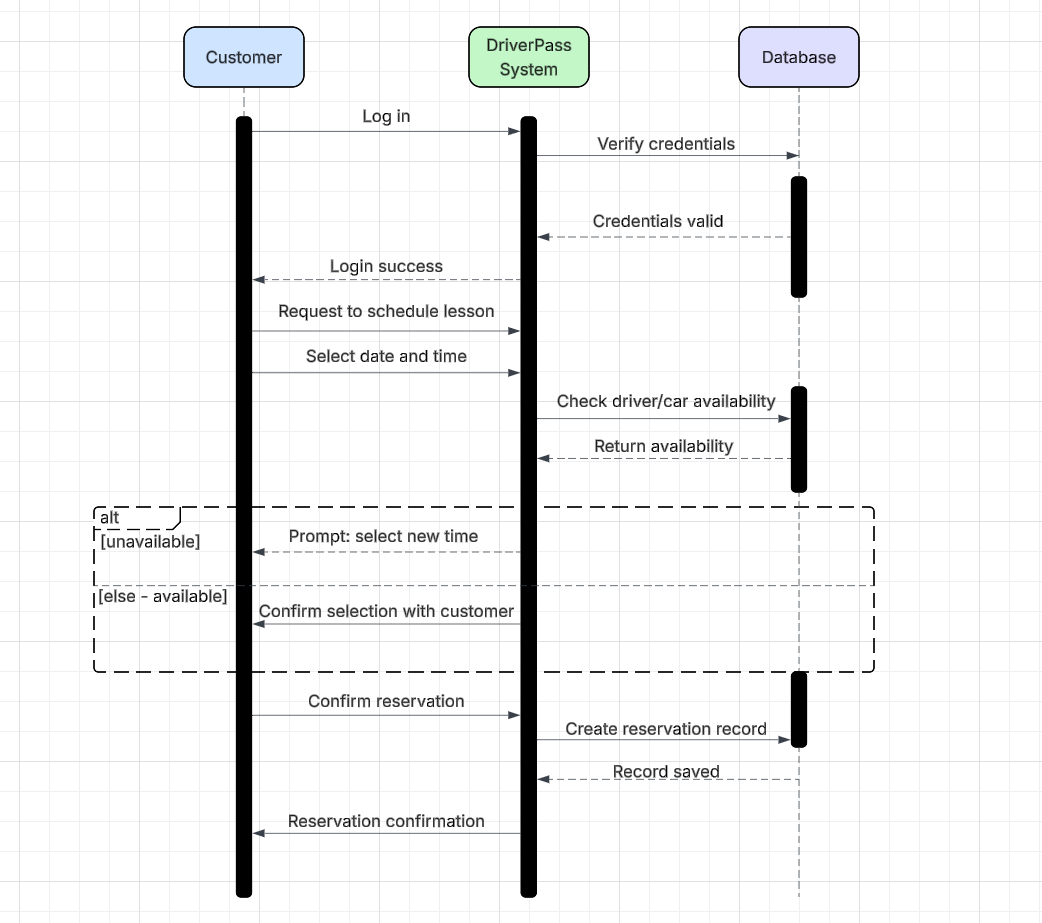 Customer
DriverPass
System
Database
Log in
Verify credentials
Credentials valid
Login success
Request to schedule lesson
Select date and time
Check driver/car availability
Return availability
alt
[unavailable]
Prompt: select new time
[else - available]
Confirm selection with customer
Confirm reservation
Create reservation record
Record saved
Reservation confirmation